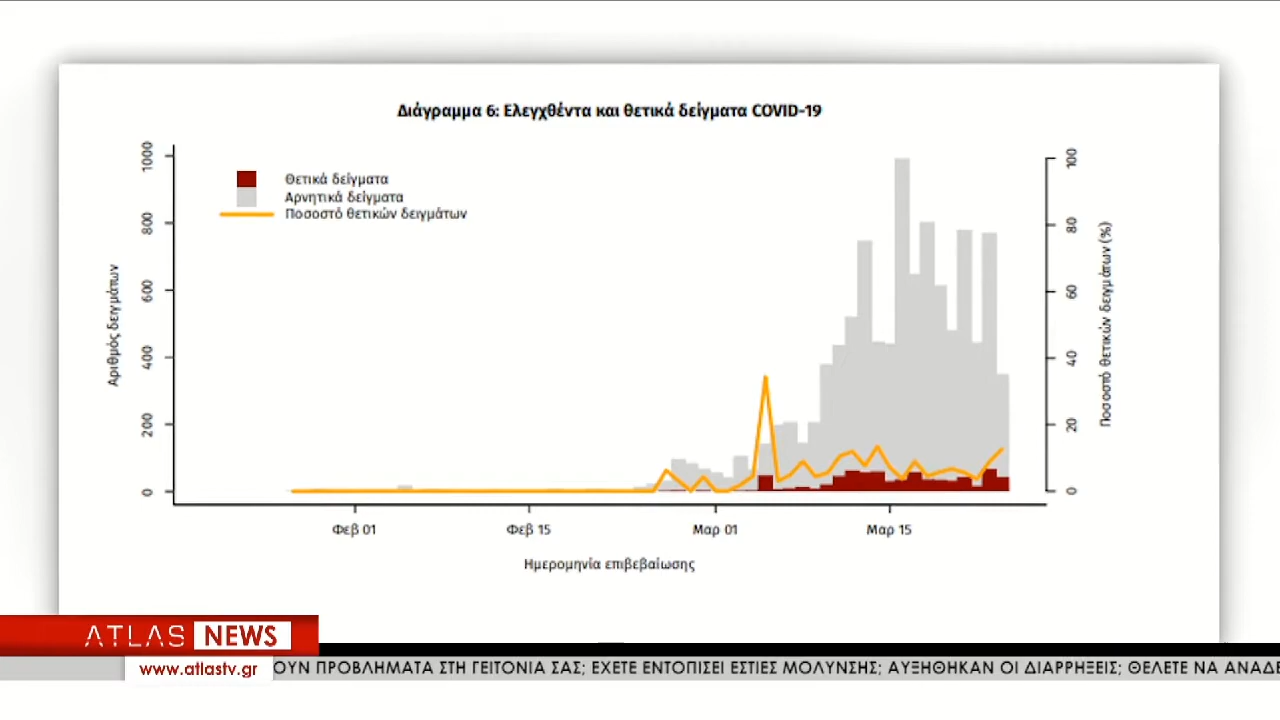 Διάγραμμα 6: Ελεγχθέντα και θετικά δείγματα COVID-19
Θετικά δείγματα
Αρνητικά δείγματα
Ποσοστό θετικών δειγμάτων
Αριθμός δειγμάτων
1000
800
600
400
200
0
100
80
60
40
20
0
Ποσοστό θετικών δειγμάτων (%)
Φεβ 01
Φεβ 15
Μαρ 01
Μαρ 15
Ημερομηνία επιβεβαίωσης
ATLAS NEWS
www.atlastv.gr
ΟΥΝ ΠΡΟΒΛΗΜΑΤΑ ΣΤΗ ΓΕΙΤΟΝΙΑ ΣΑΣ; ΕΧΕΤΕ ΕΝΤΟΠΙΣΕΙ ΕΣΤΙΕΣ ΜΟΛΥΝΣΗΣ; ΑΥΞΗΘΗΚΑΝ ΟΙ ΔΙΑΡΡΗΞΕΙΣ; ΘΕΛΕΤΕ ΝΑ ΑΝΑΔΕ